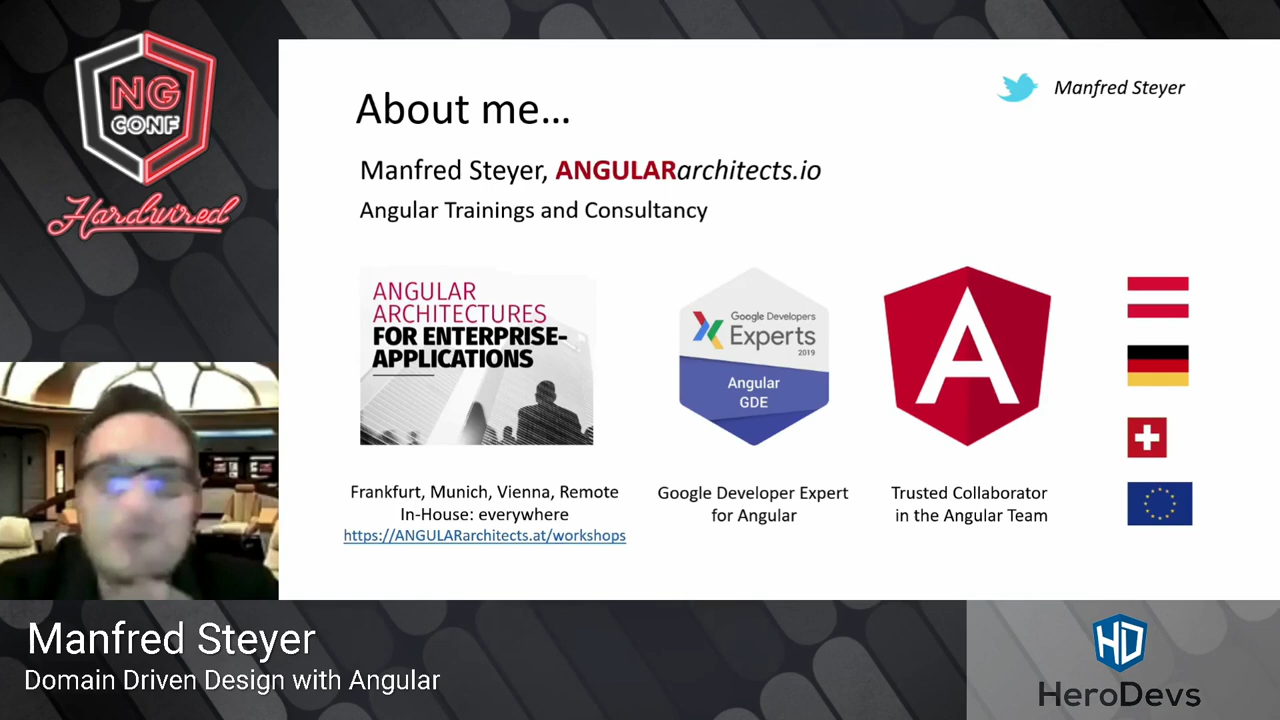 NG
CONF
Hardwired
Manfred Steyer
About me…
Manfred Steyer, ANGULARarchitects.io
Angular Trainings and Consultancy
ANGULAR
ARCHITECTURES
FOR ENTERPRISE-
APPLICATIONS
Google Developers
Experts
2019
Angular
GDE
A
Frankfurt, Munich, Vienna, Remote
In-House: everywhere
https://ANGULARarchitects.at/workshops
Google Developer Expert
for Angular
Trusted Collaborator
in the Angular Team
Manfred Steyer
Domain Driven Design with Angular
HD
HeroDevs